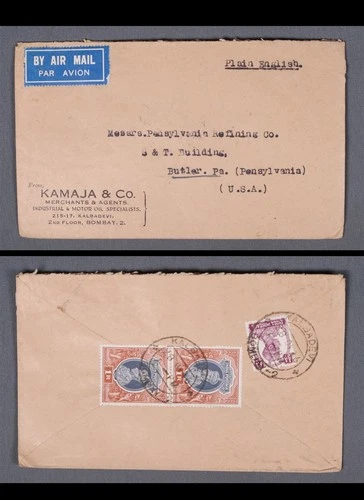 BY AIR MAIL
PAR AVION
Plain English.
Messrs.Pensylvania Refining Co.
S & T. Building,
Butler. Pa. (Pensylvania)
(U.S.A.)
From
KAMAJA & Co.
MERCHANTS & AGENTS.
INDUSTRIAL & MOTOR OIL SPECIALISTS.
215-17, KALBADEVI,
2ND FLOOR, BOMBAY, 2.
KALBADEVI